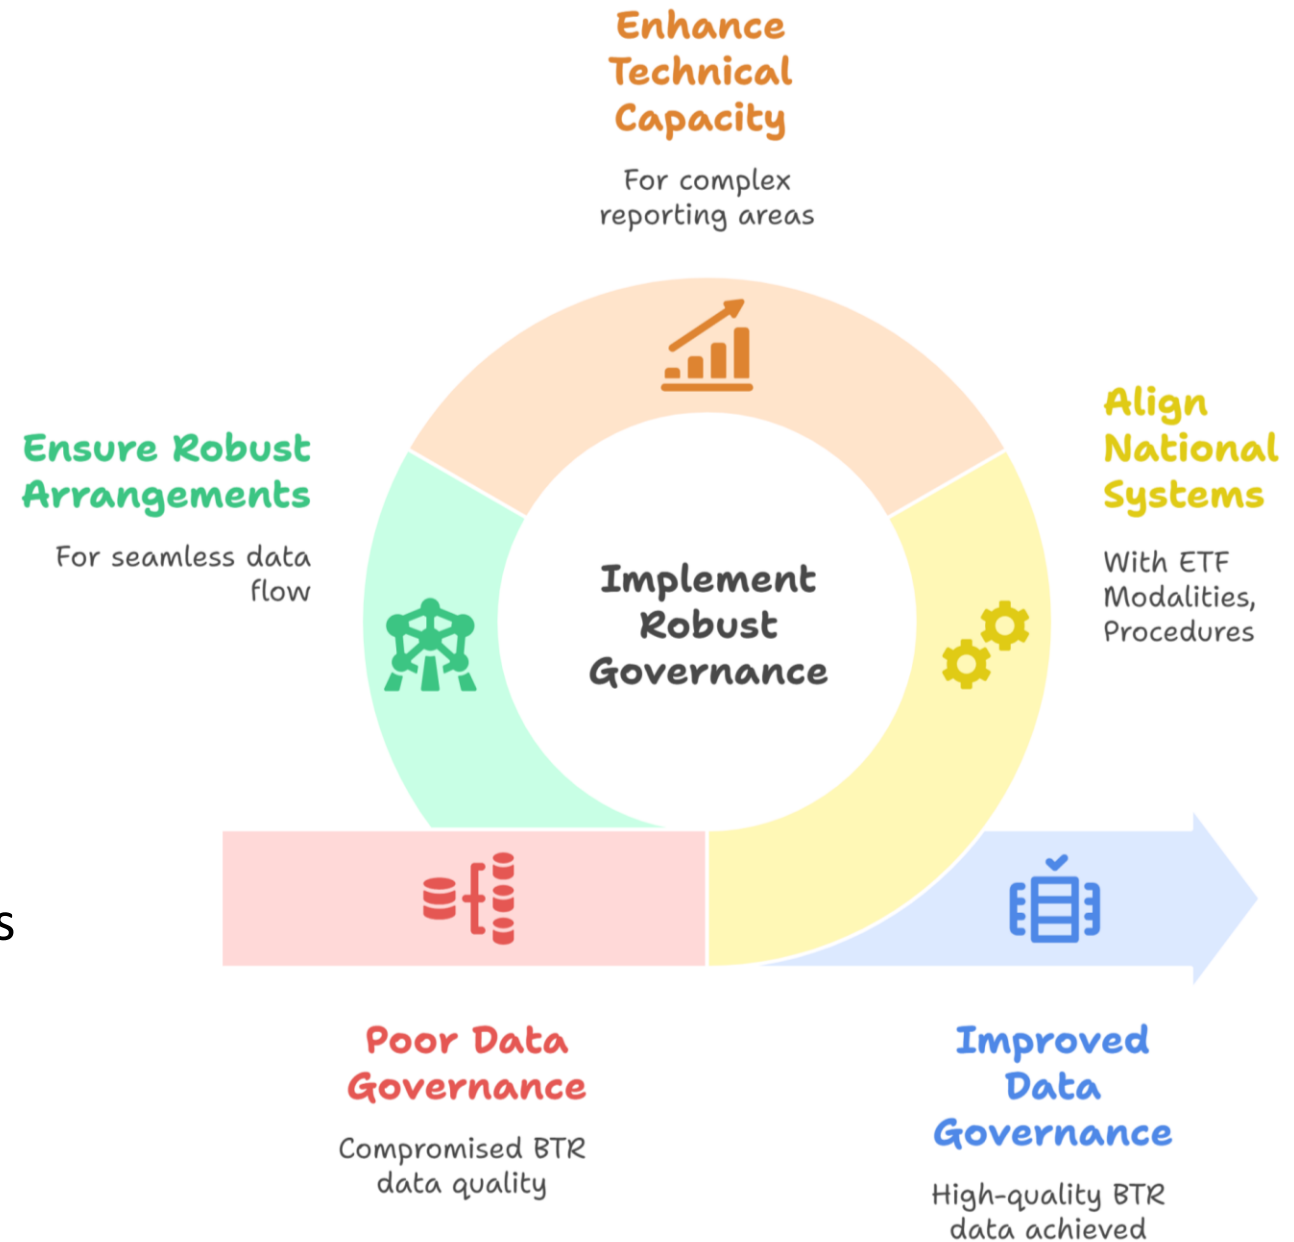 Enhance
Technical
Capacity
For complex
reporting areas
Ensure Robust
Arrangements
For seamless data
flow
Align
National
Systems
With ETF
Modalities,
Procedures
Implement
Robust
Governance
s
Poor Data
Governance
Compromised BTR
data quality
Improved
Data
Governance
High-quality BTR
data achieved